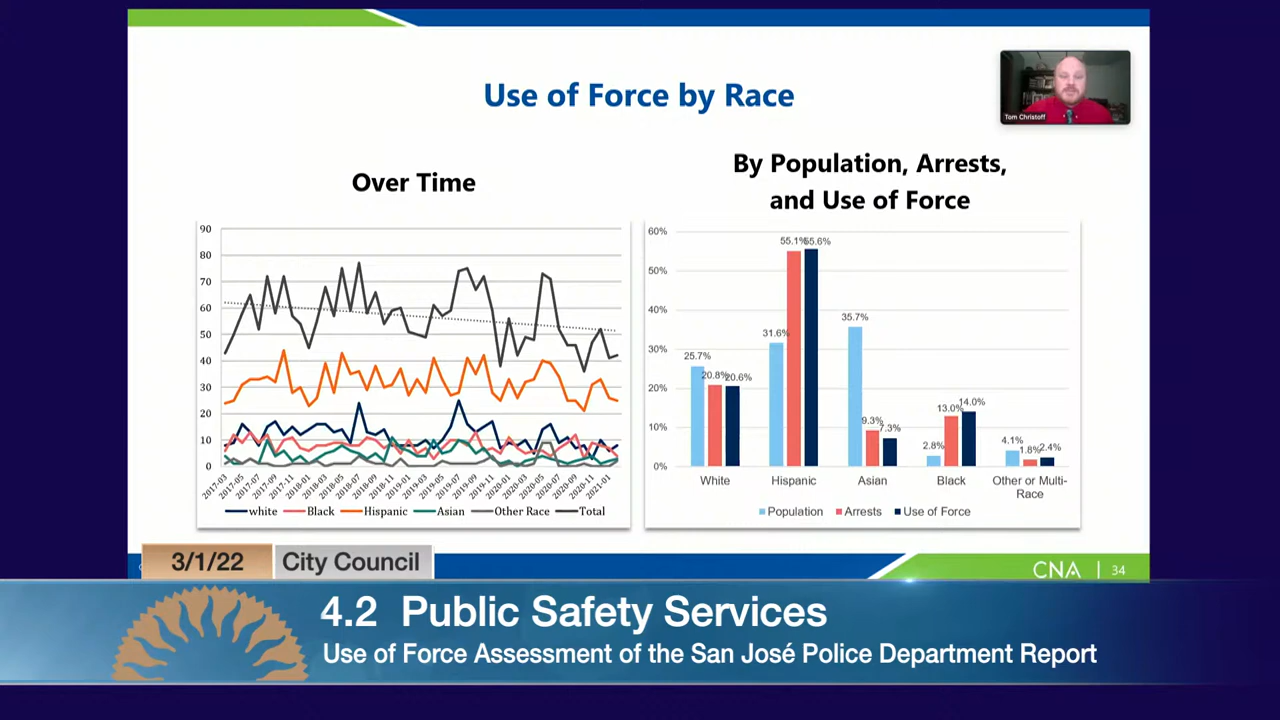 Use of Force by Race
Tom Christoff
Over Time
By Population, Arrests,
and Use of Force
90
80
70
60
50
40
30
20
10
0
2017-03
2017-05
2017-07
2017-09
2017-11
2018-01
2018-03
2018-05
2018-07
2018-09
2018-11
2019-01
2019-03
2019-05
2019-07
2019-09
2019-11
2020-01
2020-03
2020-05
2020-07
2020-09
2020-11
2021-01
white Black Hispanic Asian Other Race Total
60%
50%
40%
30%
20%
10%
0%
25.7% 20.8% 20.6%
31.6% 55.1% 55.6%
35.7% 9.3% 7.3%
2.8% 13.0% 14.0%
4.1% 1.8% 2.4%
White Hispanic Asian Black Other or Multi-
Race
Population Arrests Use of Force
CNA | 34
3/1/22 City Council
4.2 Public Safety Services
Use of Force Assessment of the San José Police Department Report